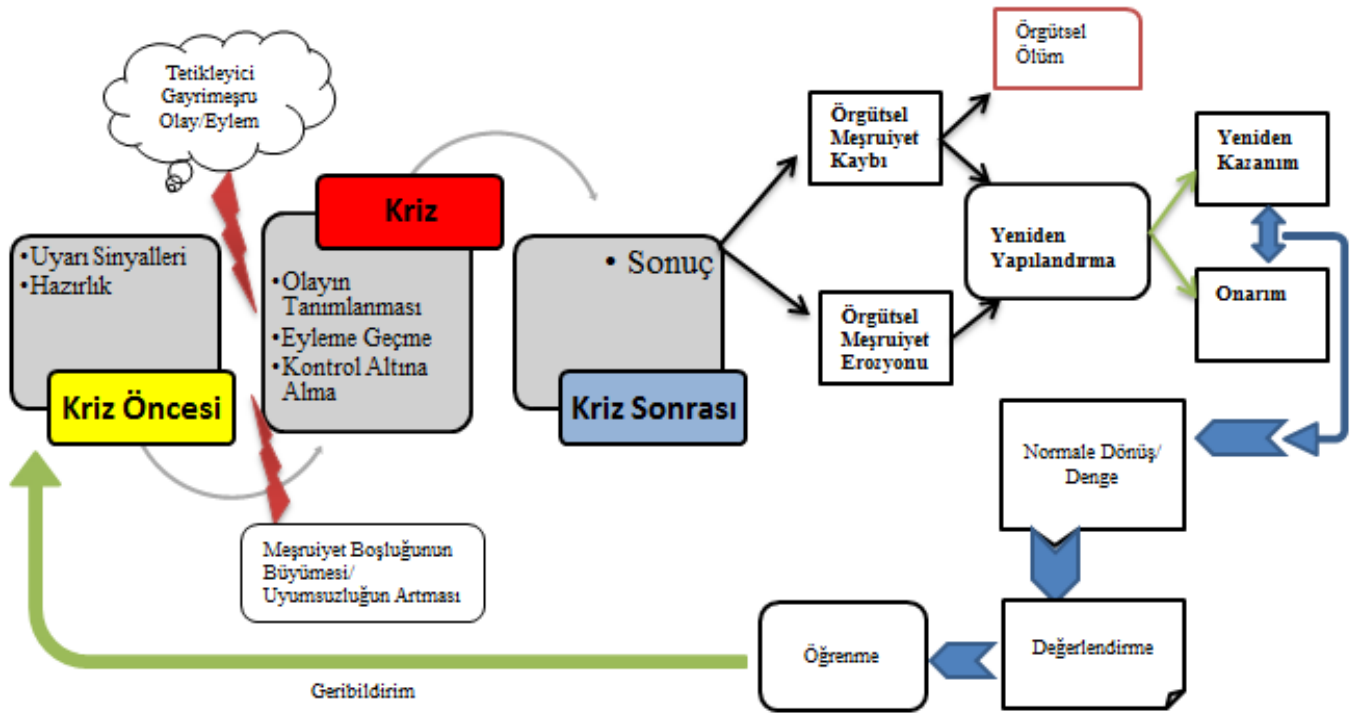 Tetikleyici
Gayrimeşru
Olay/Eylem
•Uyarı Sinyalleri
•Hazırlık
Kriz Öncesi
Kriz
•Olayın
Tanımlanması
•Eyleme Geçme
•Kontrol Altına
Alma
Meşruiyet Boşluğunun
Büyümesi/
Uyumsuzluğun Artması
• Sonuç
Kriz Sonrası
Örgütsel
Meşruiyet
Kaybı
Örgütsel
Meşruiyet
Erozyonu
Örgütsel
Ölüm
Yeniden
Yapılandırma
Yeniden
Kazanım
Onarım
Normale Dönüş/
Denge
Değerlendirme
Öğrenme
Geribildirim